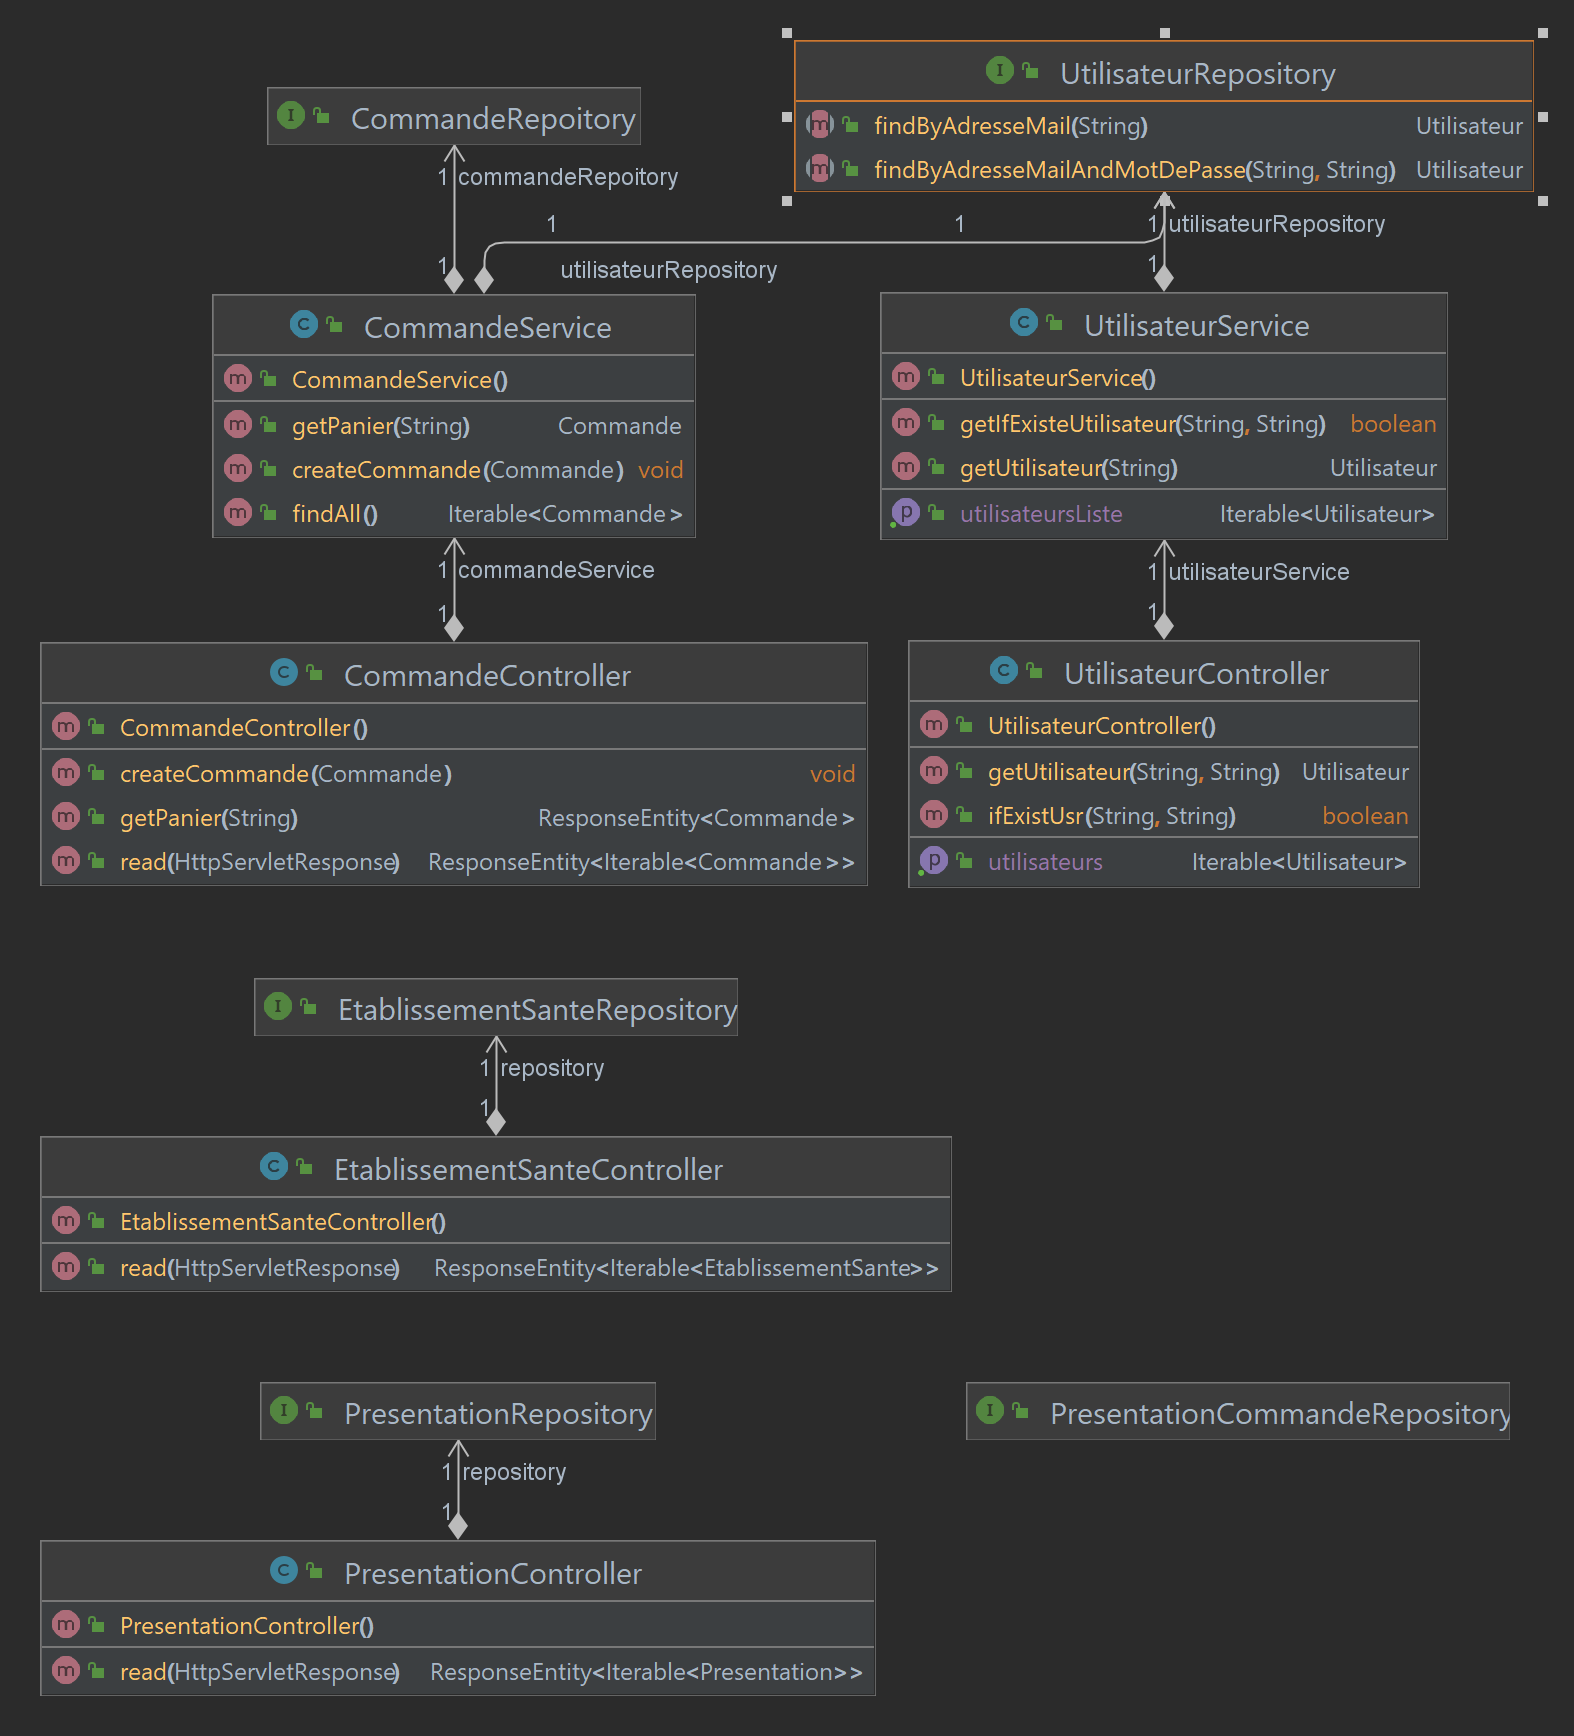 UtilisateurRepository
findByAdresseMail(String) Utilisateur
findByAdresseMailAndMotDePasse(String, String) Utilisateur
CommandeRepoitory
1 commandeRepoitory
1 1 1 utilisateurRepository
utilisateurRepository
1 1
CommandeService
CommandeService()
getPanier(String) Commande
createCommande(Commande) void
findAll() Iterable<Commande>
UtilisateurService
UtilisateurService()
getIfExisteUtilisateur(String, String) boolean
getUtilisateur(String) Utilisateur
utilisateursListe Iterable<Utilisateur>
1 commandeService
1
1 utilisateurService
1
CommandeController
CommandeController()
createCommande(Commande) void
getPanier(String) ResponseEntity<Commande>
read(HttpServletResponse) ResponseEntity<Iterable<Commande>>
UtilisateurController
UtilisateurController()
getUtilisateur(String, String) Utilisateur
ifExistUsr(String, String) boolean
utilisateurs Iterable<Utilisateur>
EtablissementSanteRepository
1 repository
1
EtablissementSanteController
EtablissementSanteController()
read(HttpServletResponse) ResponseEntity<Iterable<EtablissementSante>>
PresentationRepository
PresentationCommandeRepository
1 repository
1
PresentationController
PresentationController()
read(HttpServletResponse) ResponseEntity<Iterable<Presentation>>